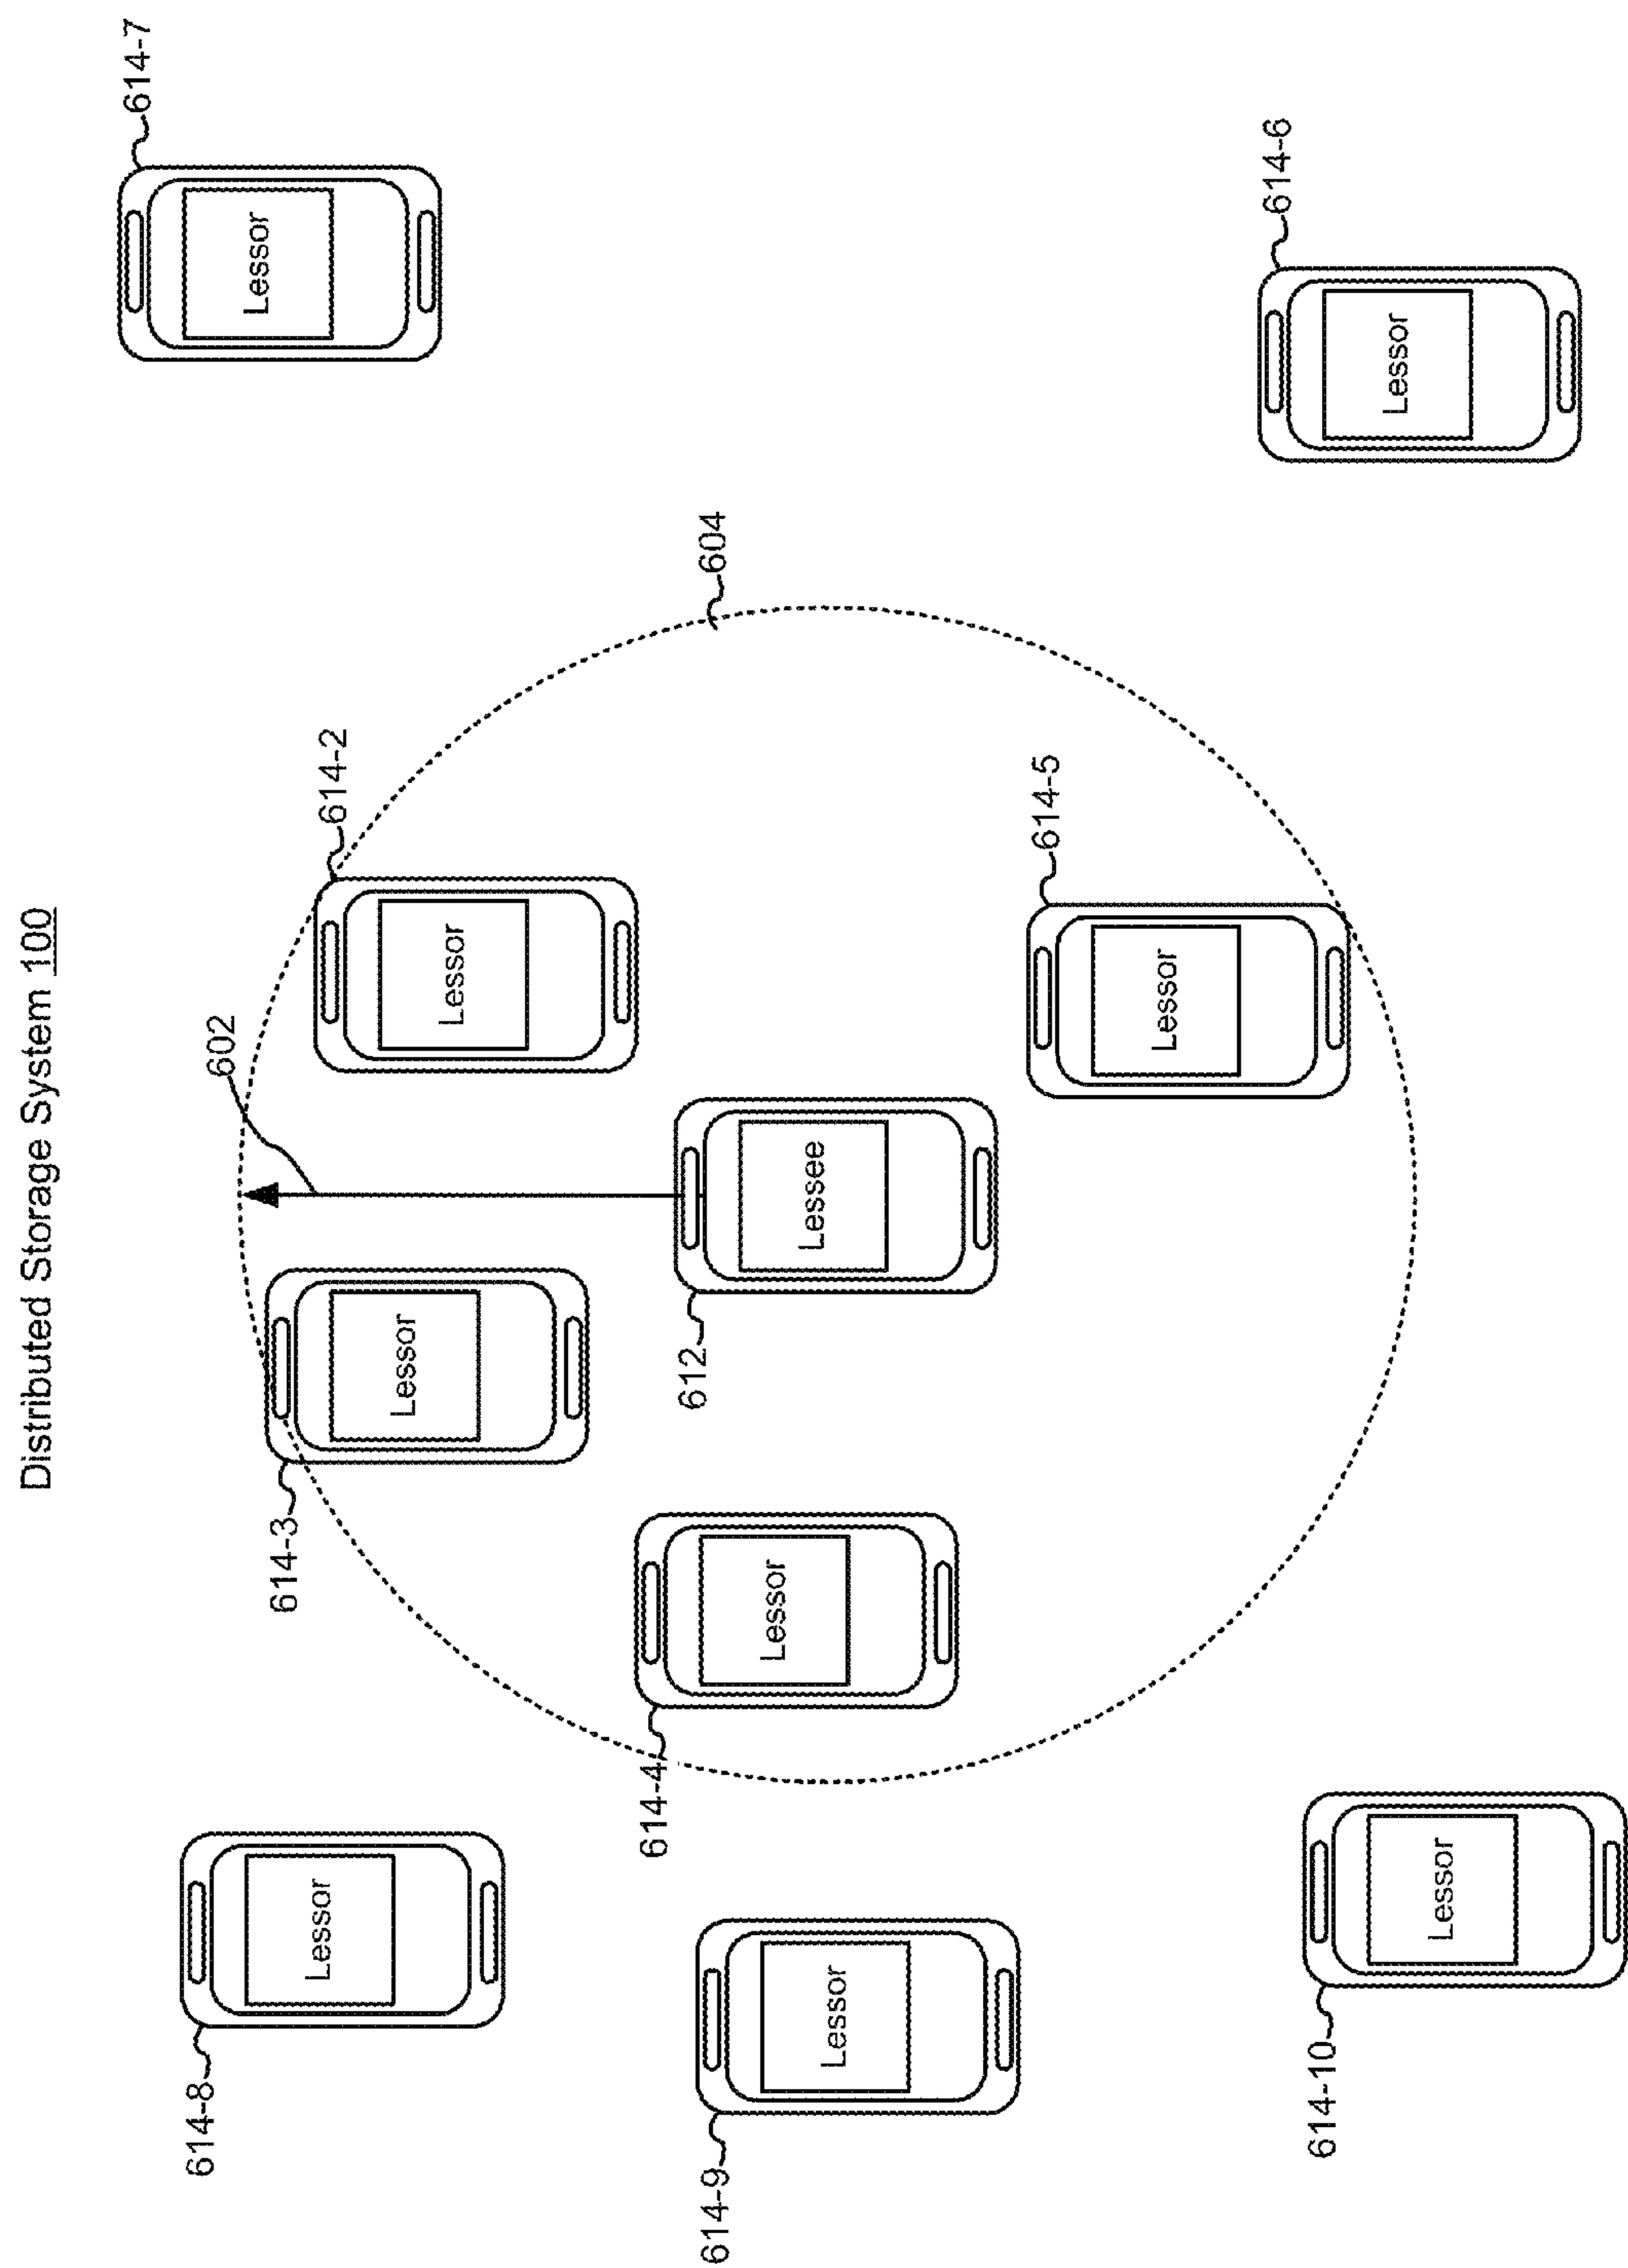 Distributed Storage System 100
614-7
614-8
602
Lessor
614-3
Lessor
614-2
Lessor
Lessor
614-4
612
604
614-9
Lessor
Lessee
Lessor
614-5
Lessor
614-6
614-10
Lessor
Lessor